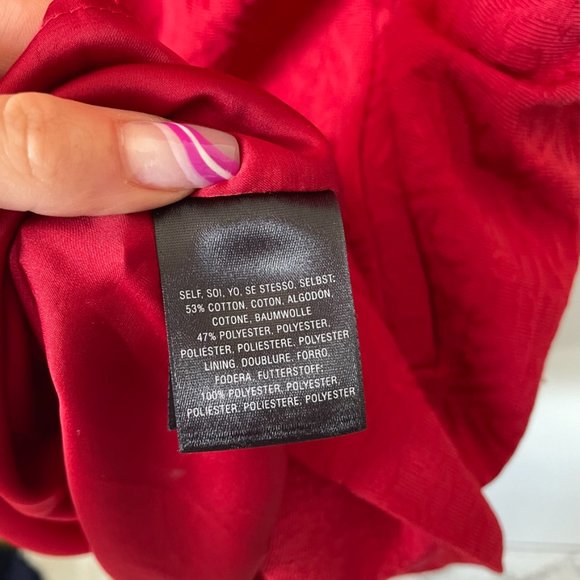 SELF, SOI, YO, SE STESSO, SELBST:
53% COTTON, COTON, ALGODÓN,
COTONE, BAUMWOLLE
47% POLYESTER, POLYESTER,
POLIÉSTER, POLIESTERE, POLYESTER
LINING, DOUBLURE, FORRO,
FODERA, FUTTERSTOFF:
100% POLYESTER, POLYESTER,
POLIÉSTER, POLIESTERE, POLYESTER